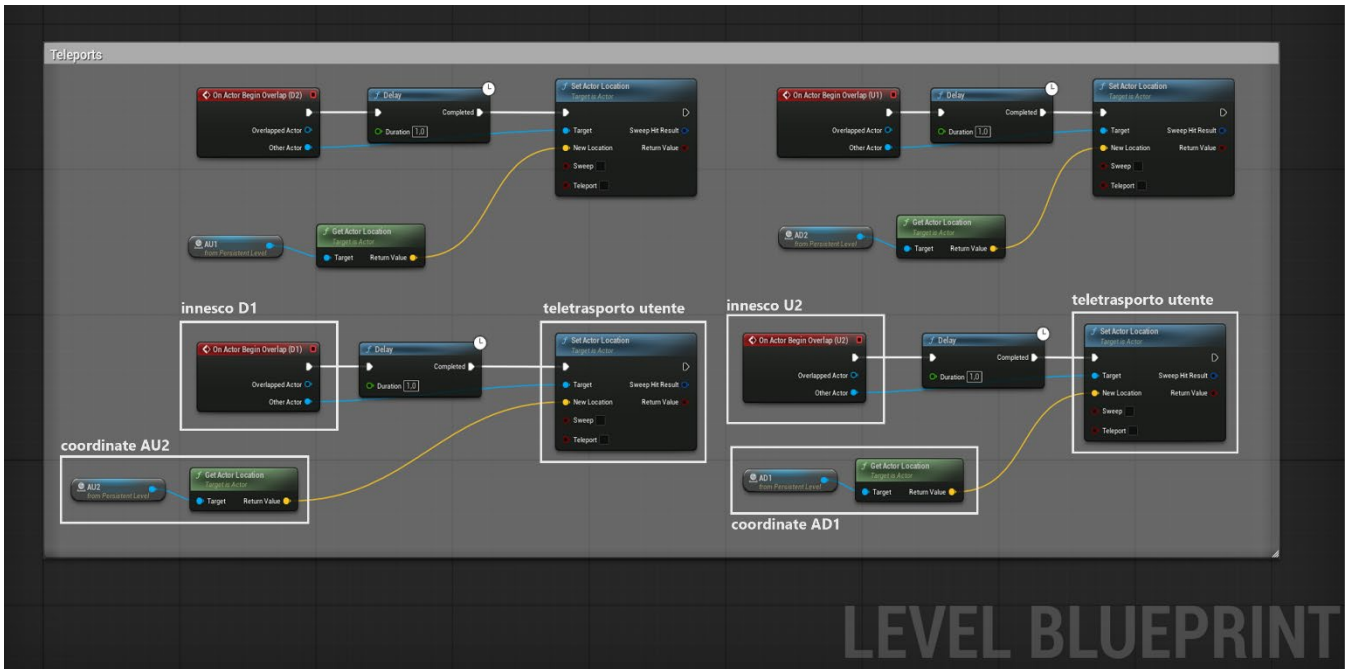 Teleports
On Actor Begin Overlap (D2)
Overlapped Actor
Other Actor
Delay
Completed
Duration 1,0
Set Actor Location
Target is Actor
Target Sweep Hit Result
New Location Return Value
Sweep
Teleport
AU1
from Persistent Level
Get Actor Location
Target is Actor
Target Return Value
On Actor Begin Overlap (U1)
Overlapped Actor
Other Actor
Delay
Completed
Duration 1,0
Set Actor Location
Target is Actor
Target Sweep Hit Result
New Location Return Value
Sweep
Teleport
AD2
from Persistent Level
Get Actor Location
Target is Actor
Target Return Value
innesco D1
On Actor Begin Overlap (D1)
Overlapped Actor
Other Actor
Delay
Completed
Duration 1,0
teletrasporto utente
Set Actor Location
Target is Actor
Target Sweep Hit Result
New Location Return Value
Sweep
Teleport
coordinate AU2
AU2
from Persistent Level
Get Actor Location
Target is Actor
Target Return Value
innesco U2
On Actor Begin Overlap (U2)
Overlapped Actor
Other Actor
Delay
Completed
Duration 1,0
teletrasporto utente
Set Actor Location
Target is Actor
Target Sweep Hit Result
New Location Return Value
Sweep
Teleport
AD1
from Persistent Level
Get Actor Location
Target is Actor
Target Return Value
coordinate AD1
LEVEL BLUEPRINT